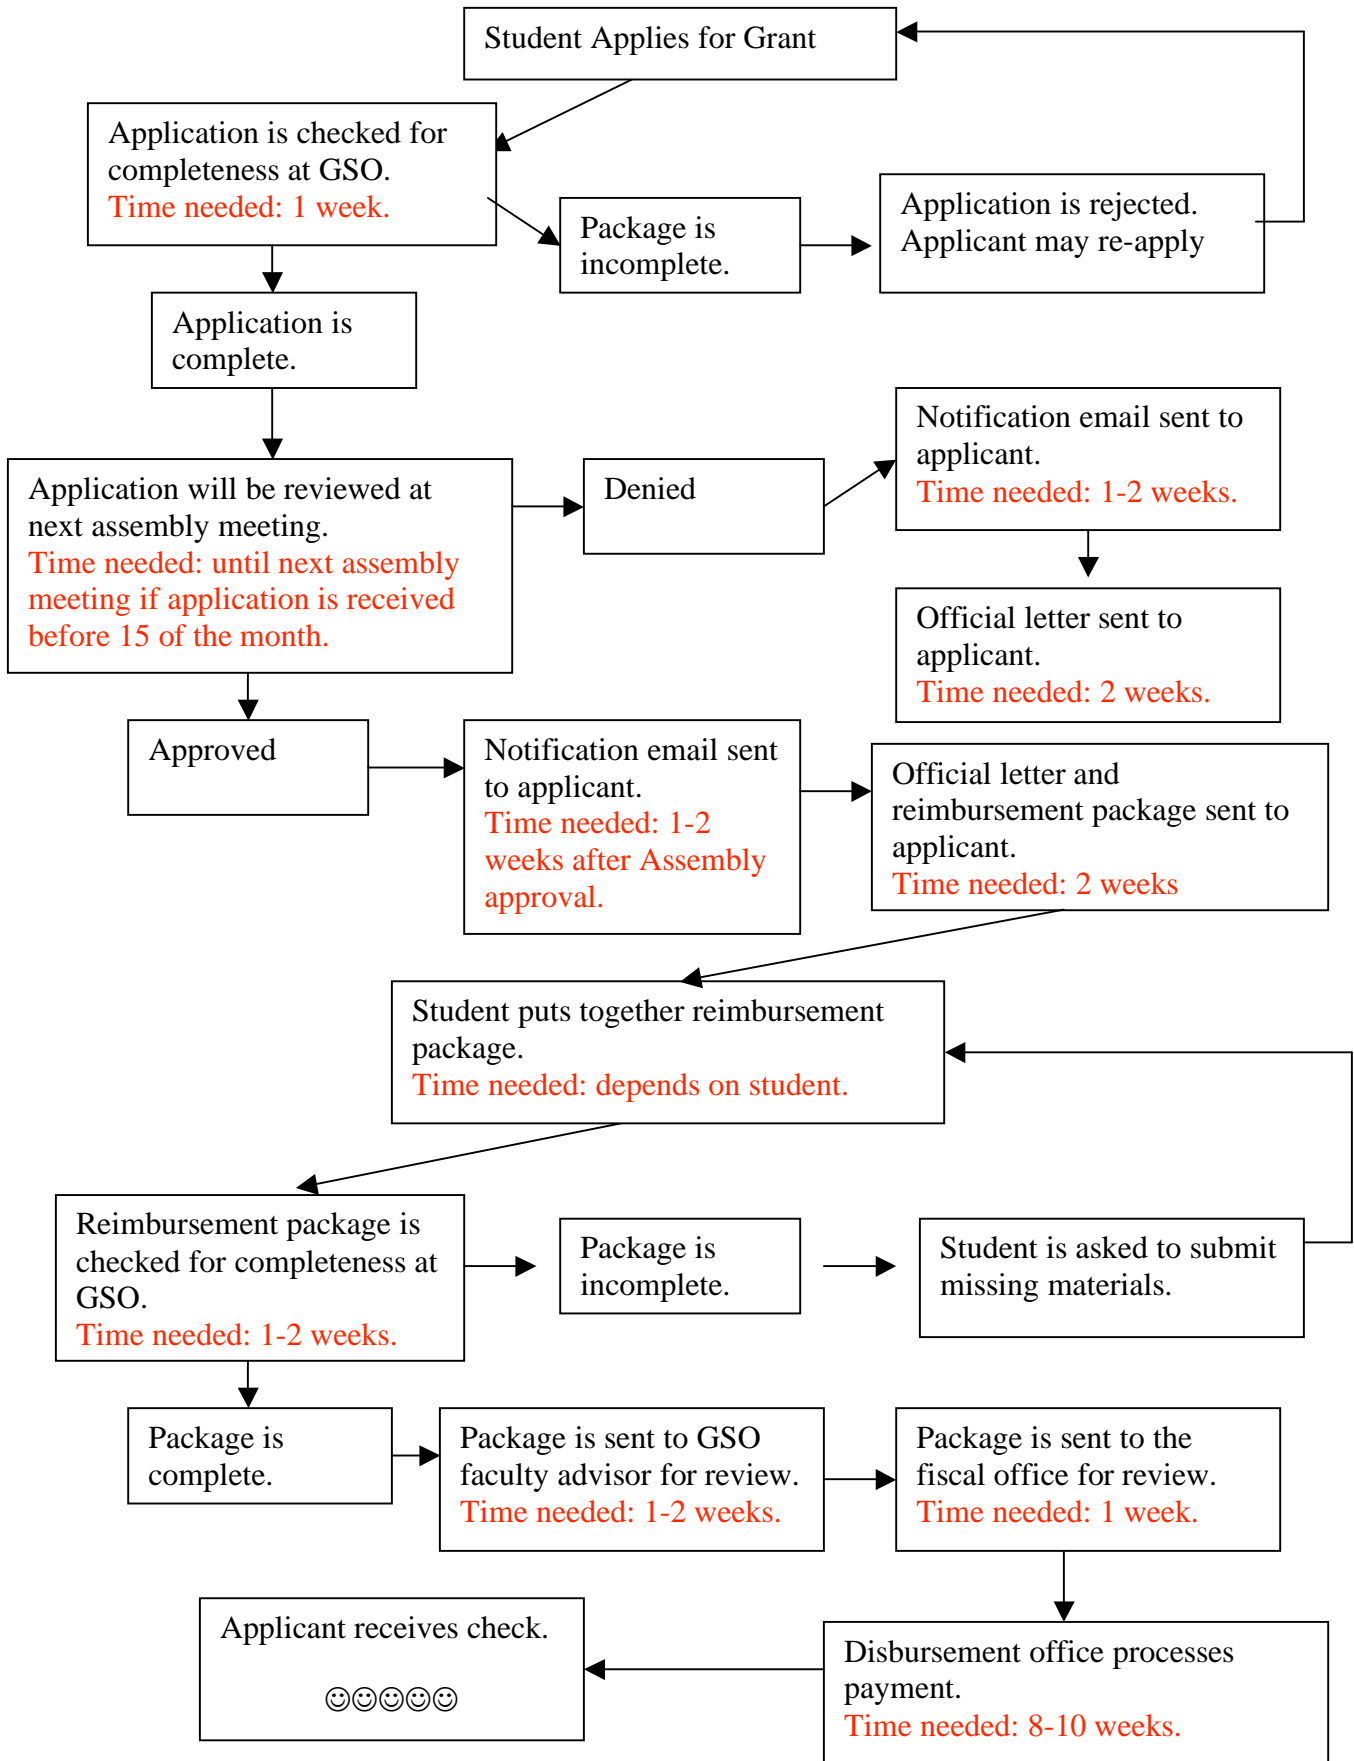 Student Applies for Grant
Application is checked for
completeness at GSO.
Time needed: 1 week.
Package is
incomplete.
Application is rejected.
Applicant may re-apply
Application is
complete.
Application will be reviewed at
next assembly meeting.
Time needed: until next assembly
meeting if application is received
before 15 of the month.
Denied
Notification email sent to
applicant.
Time needed: 1-2 weeks.
Official letter sent to
applicant.
Time needed: 2 weeks.
Approved
Notification email sent
to applicant.
Time needed: 1-2
weeks after Assembly
approval.
Official letter and
reimbursement package sent to
applicant.
Time needed: 2 weeks
Student puts together reimbursement
package.
Time needed: depends on student.
Reimbursement package is
checked for completeness at
GSO.
Time needed: 1-2 weeks.
Package is
incomplete.
Student is asked to submit
missing materials.
Package is
complete.
Package is sent to GSO
faculty advisor for review.
Time needed: 1-2 weeks.
Package is sent to the
fiscal office for review.
Time needed: 1 week.
Disbursement office processes
payment.
Time needed: 8-10 weeks.
Applicant receives check.
☺☺☺☺☺